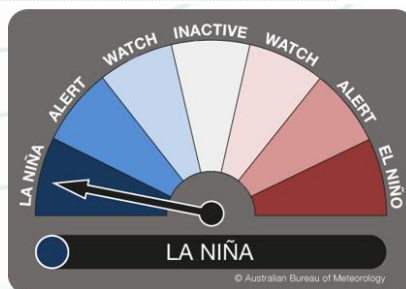 LA NIÑA
ALERT
WATCH
INACTIVE
WATCH
ALERT
EL NIÑO
LA NIÑA
© Australian Bureau of Meteorology